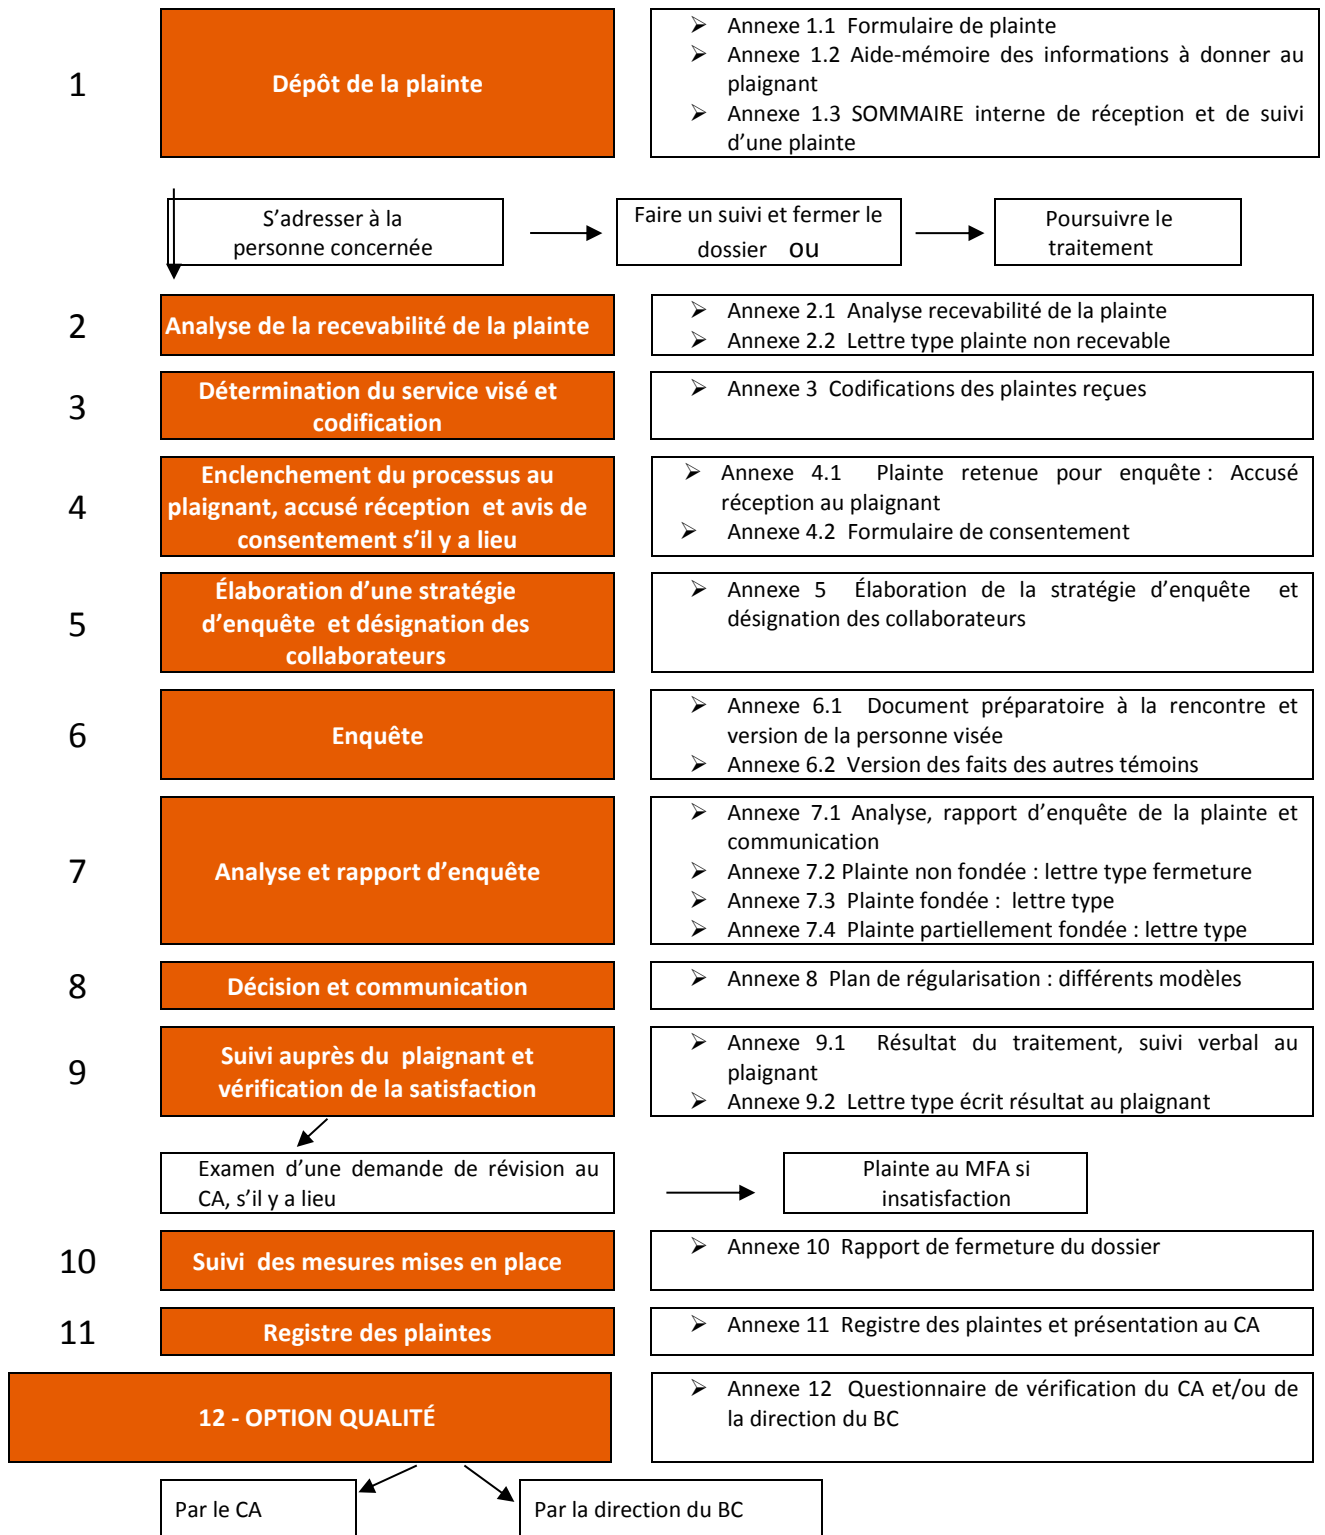 1
Dépôt de la plainte
➢ Annexe 1.1 Formulaire de plainte
➢ Annexe 1.2 Aide-mémoire des informations à donner au
plaignant
➢ Annexe 1.3 SOMMAIRE interne de réception et de suivi
d’une plainte
S’adresser à la
personne concernée
Faire un suivi et fermer le
dossier ou
Poursuivre le
traitement
2
Analyse de la recevabilité de la plainte
➢ Annexe 2.1 Analyse recevabilité de la plainte
➢ Annexe 2.2 Lettre type plainte non recevable
3
Détermination du service visé et
codification
➢ Annexe 3 Codifications des plaintes reçues
4
Enclenchement du processus au
plaignant, accusé réception et avis de
consentement s’il y a lieu
➢ Annexe 4.1 Plainte retenue pour enquête : Accusé
réception au plaignant
➢ Annexe 4.2 Formulaire de consentement
5
Élaboration d’une stratégie
d’enquête et désignation des
collaborateurs
➢ Annexe 5 Élaboration de la stratégie d’enquête et
désignation des collaborateurs
6
Enquête
➢ Annexe 6.1 Document préparatoire à la rencontre et
version de la personne visée
➢ Annexe 6.2 Version des faits des autres témoins
7
Analyse et rapport d’enquête
➢ Annexe 7.1 Analyse, rapport d’enquête de la plainte et
communication
➢ Annexe 7.2 Plainte non fondée : lettre type fermeture
➢ Annexe 7.3 Plainte fondée : lettre type
➢ Annexe 7.4 Plainte partiellement fondée : lettre type
8
Décision et communication
➢ Annexe 8 Plan de régularisation : différents modèles
9
Suivi auprès du plaignant et
vérification de la satisfaction
➢ Annexe 9.1 Résultat du traitement, suivi verbal au
plaignant
➢ Annexe 9.2 Lettre type écrit résultat au plaignant
Examen d’une demande de révision au
CA, s’il y a lieu
Plainte au MFA si
insatisfaction
10
Suivi des mesures mises en place
➢ Annexe 10 Rapport de fermeture du dossier
11
Registre des plaintes
➢ Annexe 11 Registre des plaintes et présentation au CA
12 - OPTION QUALITÉ
➢ Annexe 12 Questionnaire de vérification du CA et/ou de
la direction du BC
Par le CA
Par la direction du BC